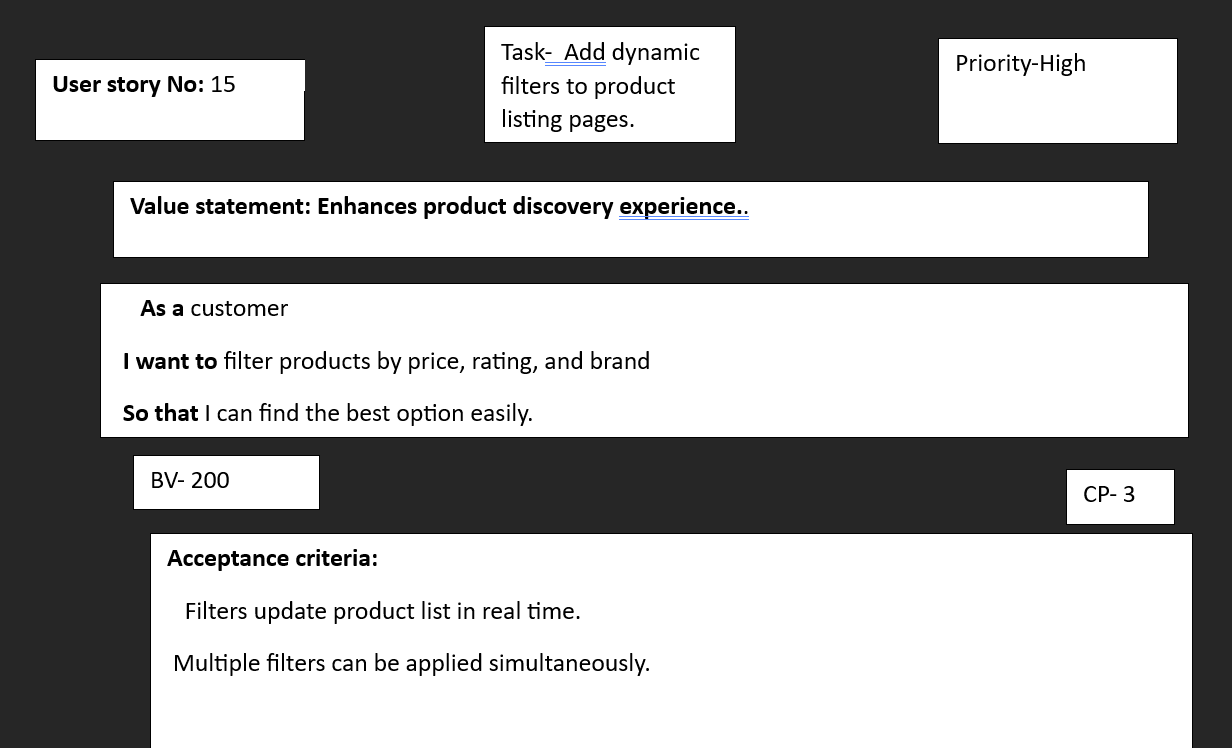 User story No: 15
Task-  Add dynamic
filters to product
listing pages.
Priority-High
Value statement: Enhances product discovery experience..
As a customer
I want to filter products by price, rating, and brand
So that I can find the best option easily.
BV- 200
CP- 3
Acceptance criteria:
Filters update product list in real time.
Multiple filters can be applied simultaneously.